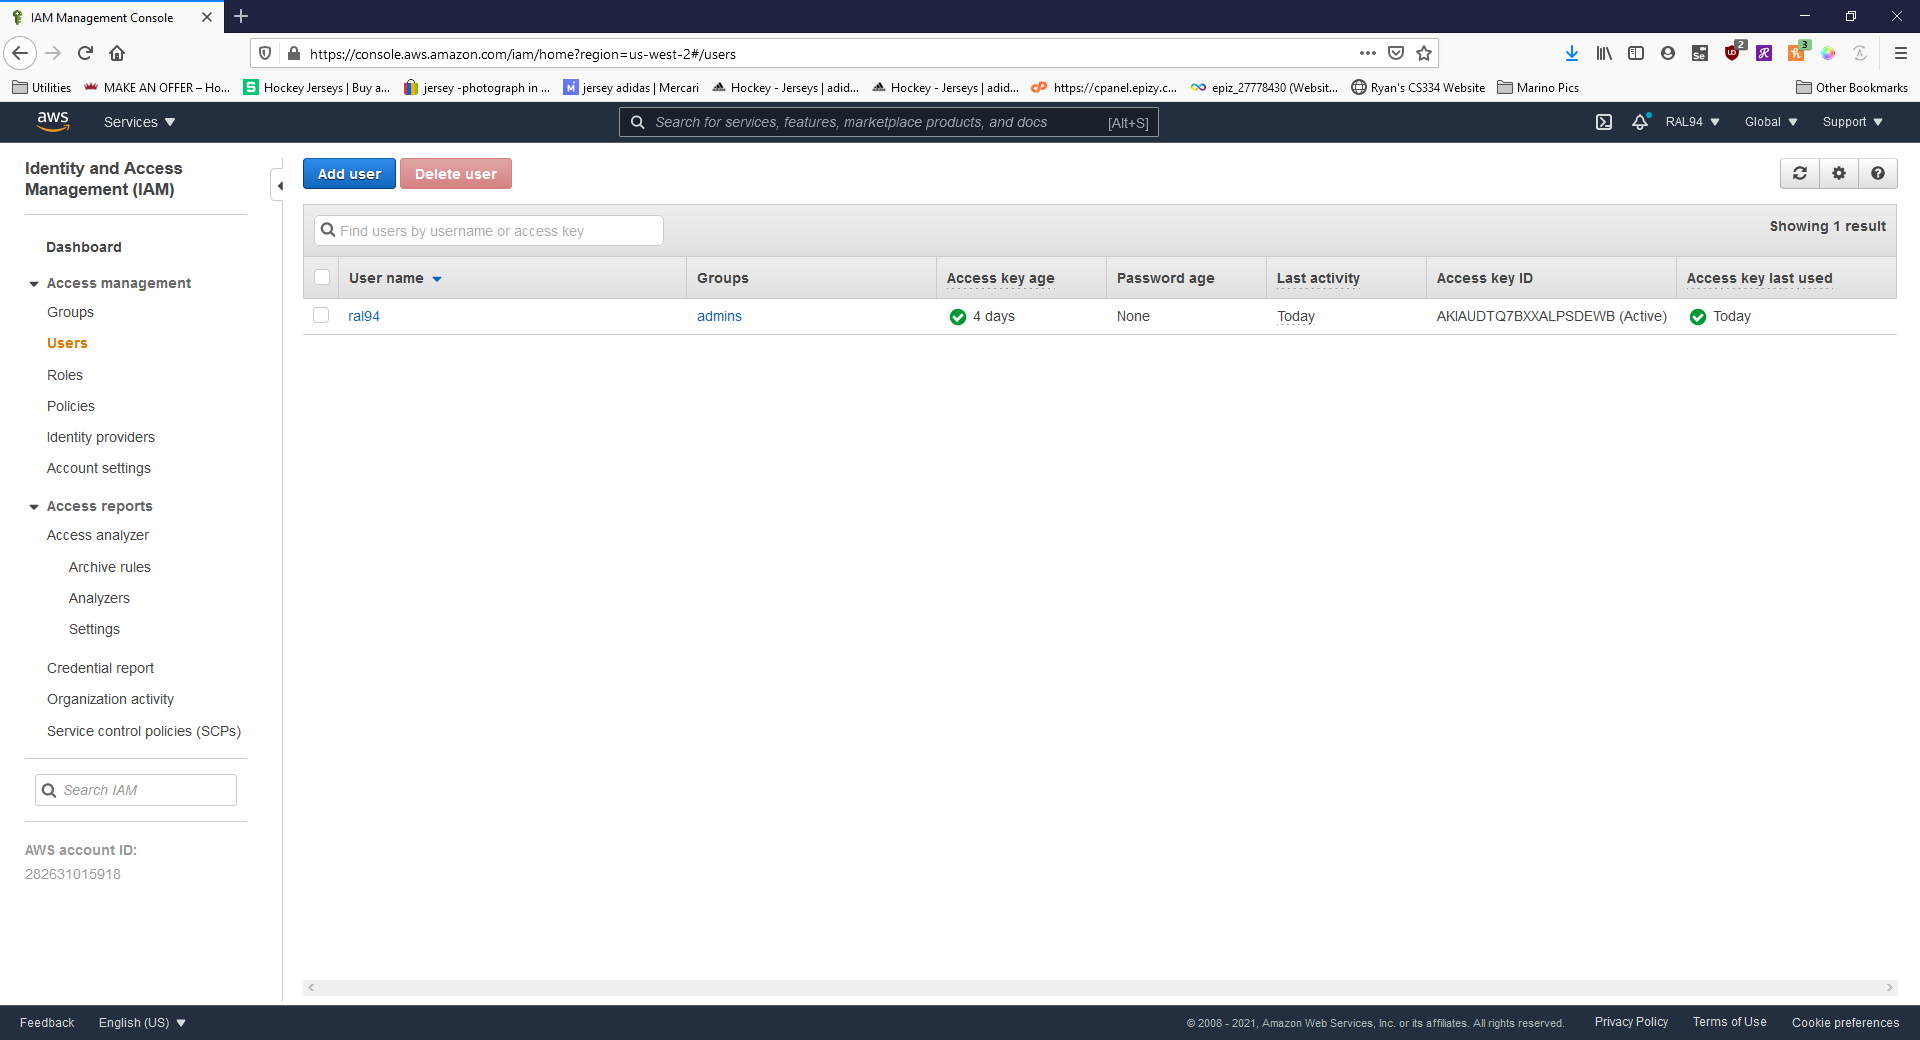 IAM Management Console
https://console.aws.amazon.com/iam/home?region=us-west-2#/users
2
3
Utilities
MAKE AN OFFER – Ho...
Hockey Jerseys | Buy a...
jersey -photograph in ...
jersey adidas | Mercari
Hockey - Jerseys | adid...
Hockey - Jerseys | adid...
https://cpanel.epizy.c...
epiz_27778430 (Websit...
Ryan's CS334 Website
Marino Pics
Other Bookmarks
aws
Services
Search for services, features, marketplace products, and docs
[Alt+S]
RAL94
Global
Support
Identity and Access
Management (IAM)
Dashboard
Access management
Groups
Users
Roles
Policies
Identity providers
Account settings
Access reports
Access analyzer
Archive rules
Analyzers
Settings
Credential report
Organization activity
Service control policies (SCPs)
Search IAM
AWS account ID:
282631015918
Add user
Delete user
Find users by username or access key
Showing 1 result
User name
Groups
Access key age
Password age
Last activity
Access key ID
Access key last used
ral94
admins
4 days
None
Today
AKIAUDTQ7BXXALPSDEWB (Active)
Today
Feedback
English (US)
© 2008 - 2021, Amazon Web Services, Inc. or its affiliates. All rights reserved.
Privacy Policy
Terms of Use
Cookie preferences